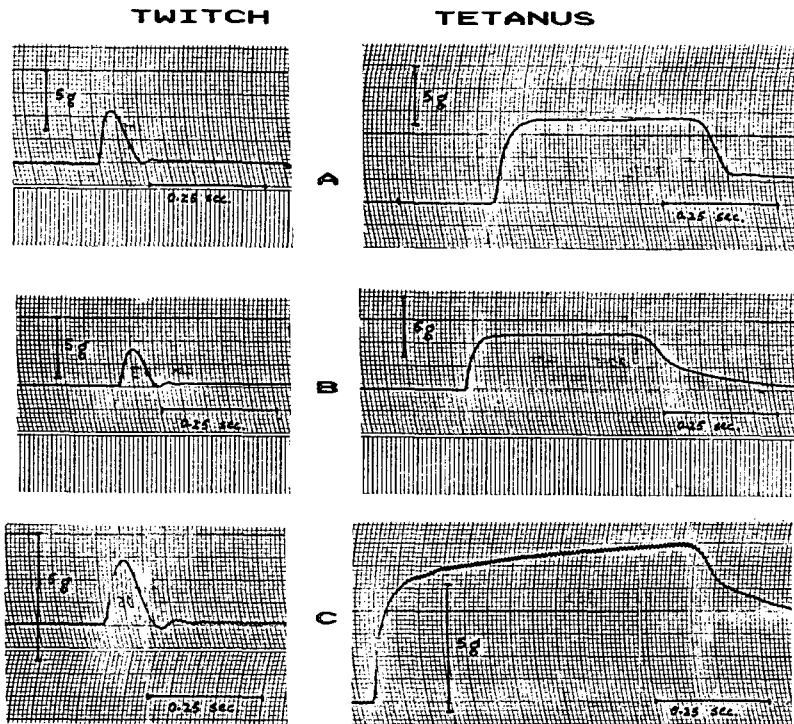 TWITCH TETANUS
5g 5g
0.25 sec. 0.25 sec.
A
5g 5g
0.25 sec. 0.25 sec.
B
5g 5g
0.25 sec 0.25 sec.
C